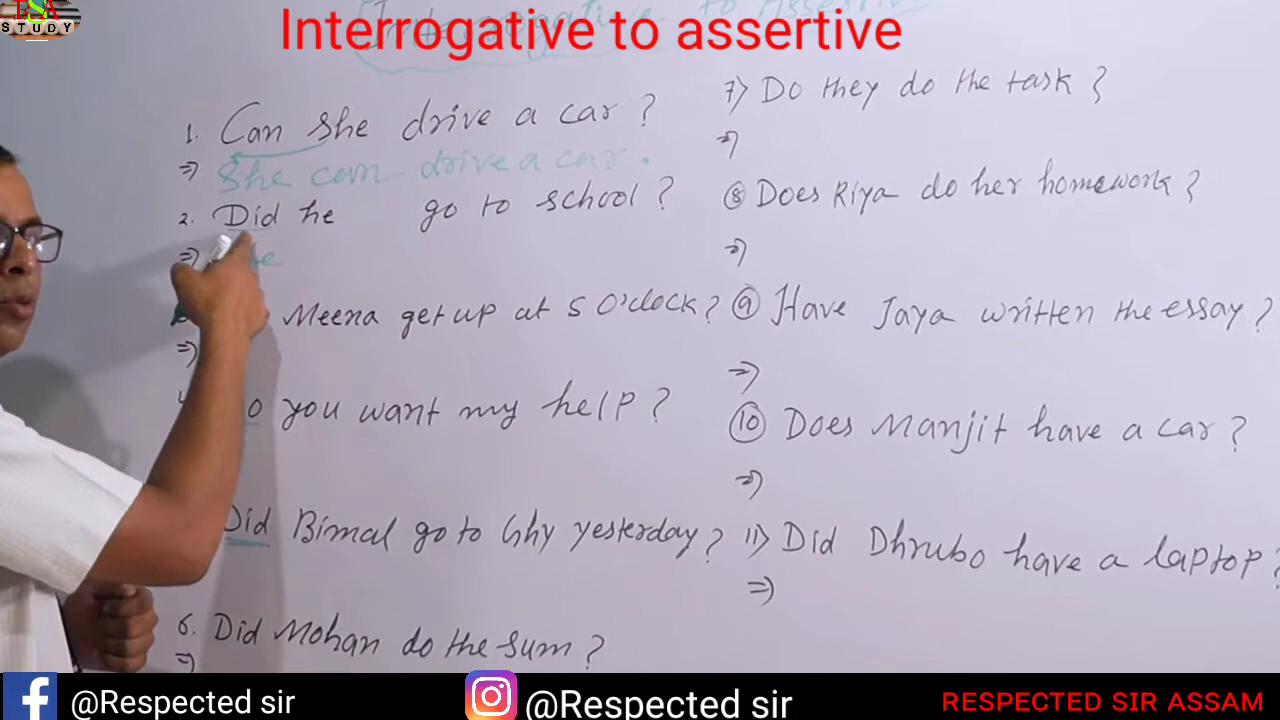 STUDY
Interrogative to assertive
1. Can she drive a car ?
⇒ She can drive a car.
2. Did he go to school ?
⇒ He
Meena get up at 5 O'clock ?
⇒
you want my help ?
Did Bimal go to Ghy yesterday ?
6. Did Mohan do the sum ?
⇒
7) Do they do the task ?
⇒
⑧ Does Riya do her homework ?
⇒
⑨ Have Jaya written the essay ?
⇒
⑩ Does Manjit have a car ?
⇒
11) Did Dhrubo have a laptop ?
⇒
@Respected sir
@Respected sir
RESPECTED SIR ASSAM